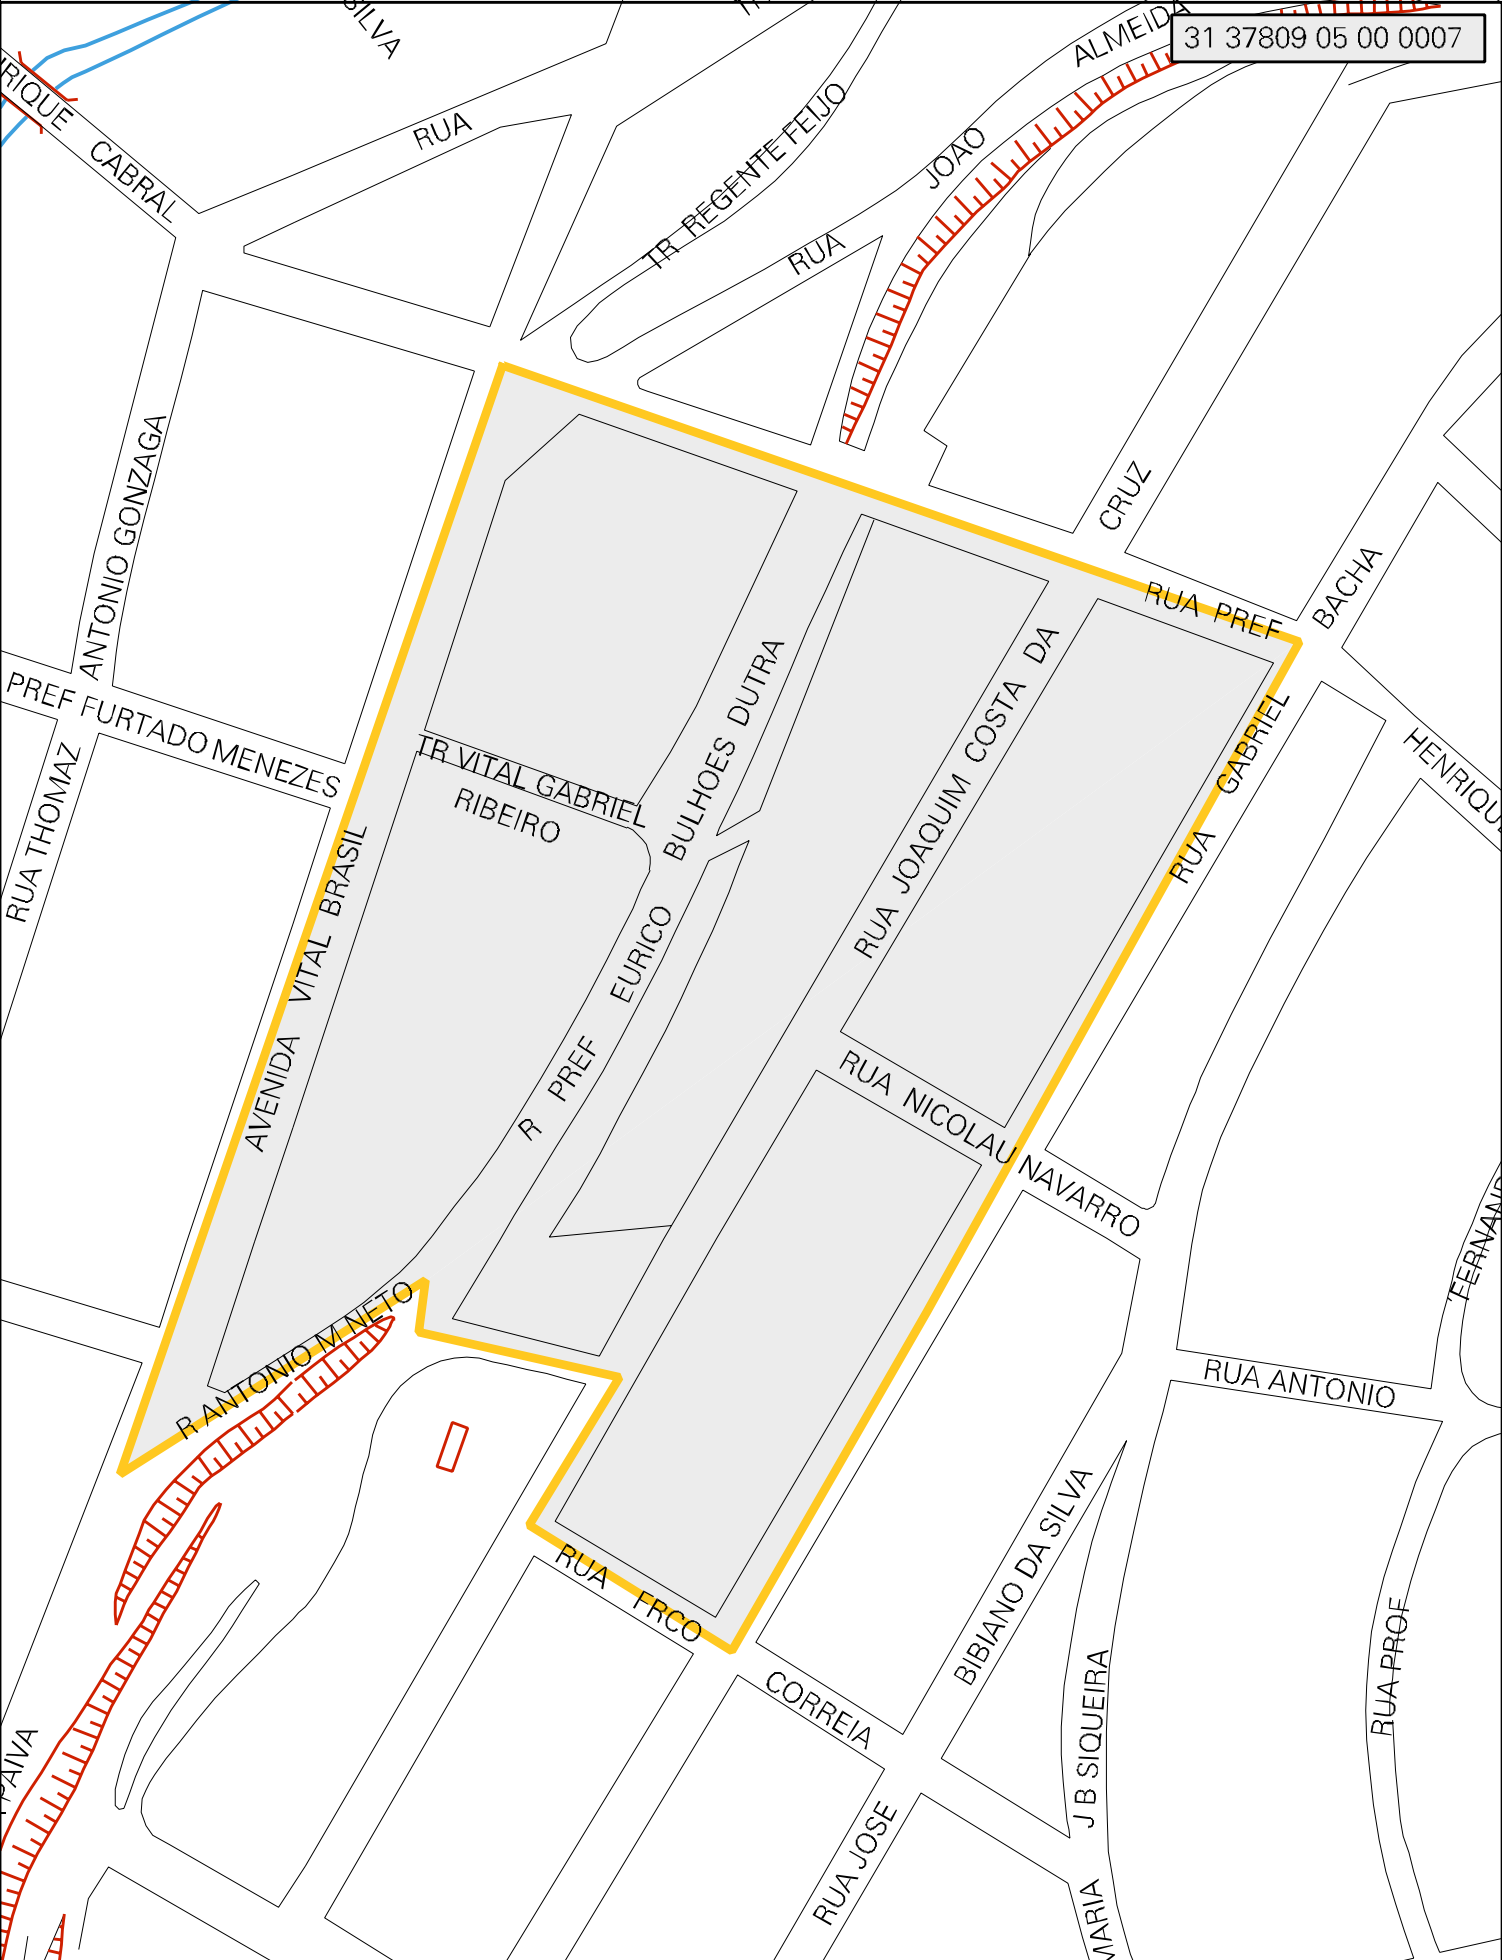 31 37809 05 00 0007
SILVA
ALMEIDA
RIQUE
CABRAL
RUA
TR REGENTE FEIJO
JOAO
RUA
ANTONIO GONZAGA
CRUZ
BACHA
RUA PREF
PREF FURTADO MENEZES
RUA THOMAZ
TR VITAL GABRIEL
RIBEIRO
BULHOES DUTRA
RUA JOAQUIM COSTA DA
GABRIEL
RUA
HENRIQUE
AVENIDA VITAL BRASIL
R PREF EURICO
RUA NICOLAU NAVARRO
FERNAND
R ANTONIO M NETO
RUA ANTONIO
BIBIANO DA SILVA
RUA FRCO
CORREIA
J B SIQUEIRA
RUA PROF
PAIVA
RUA JOSE
MARIA